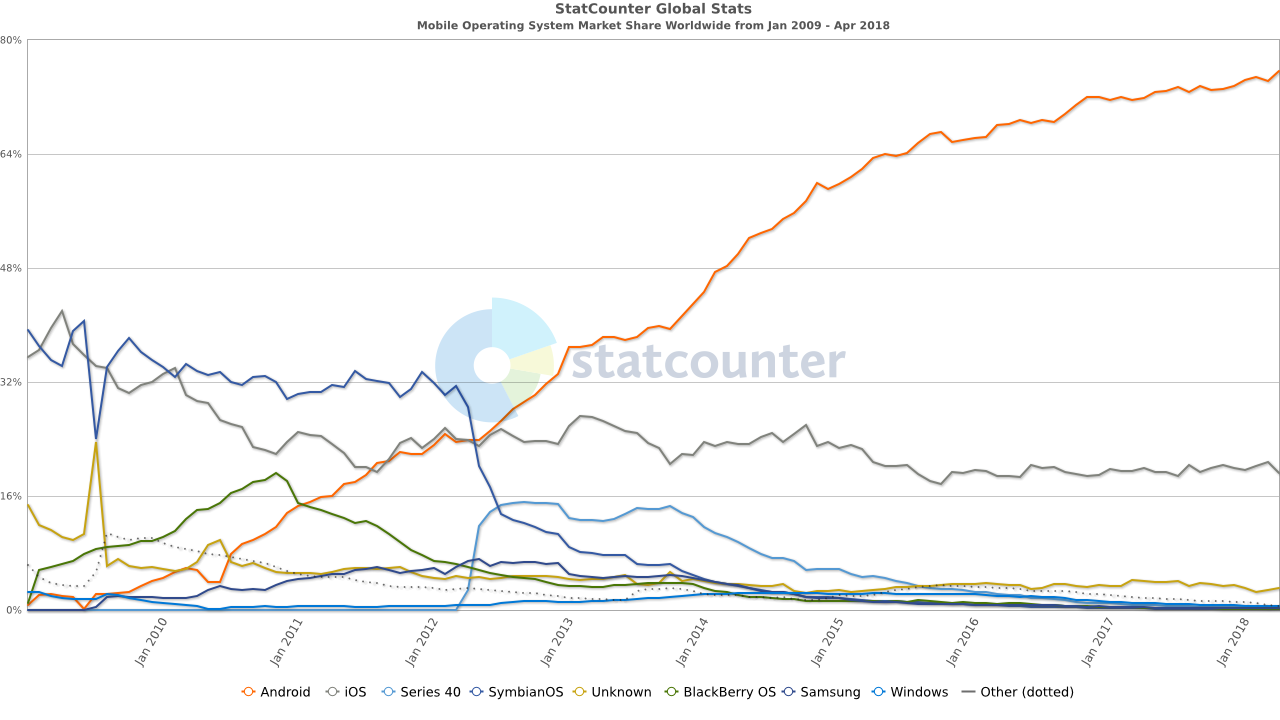 StatCounter Global Stats
Mobile Operating System Market Share Worldwide from Jan 2009 - Apr 2018
80%
64%
48%
statcounter
32%
16%
0%
Jan 2010
Jan 2011
Jan 2012
Jan 2013
Jan 2014
Jan 2015
Jan 2016
Jan 2017
Jan 2018
Android iOS Series 40 SymbianOS Unknown BlackBerry OS Samsung Windows Other (dotted)